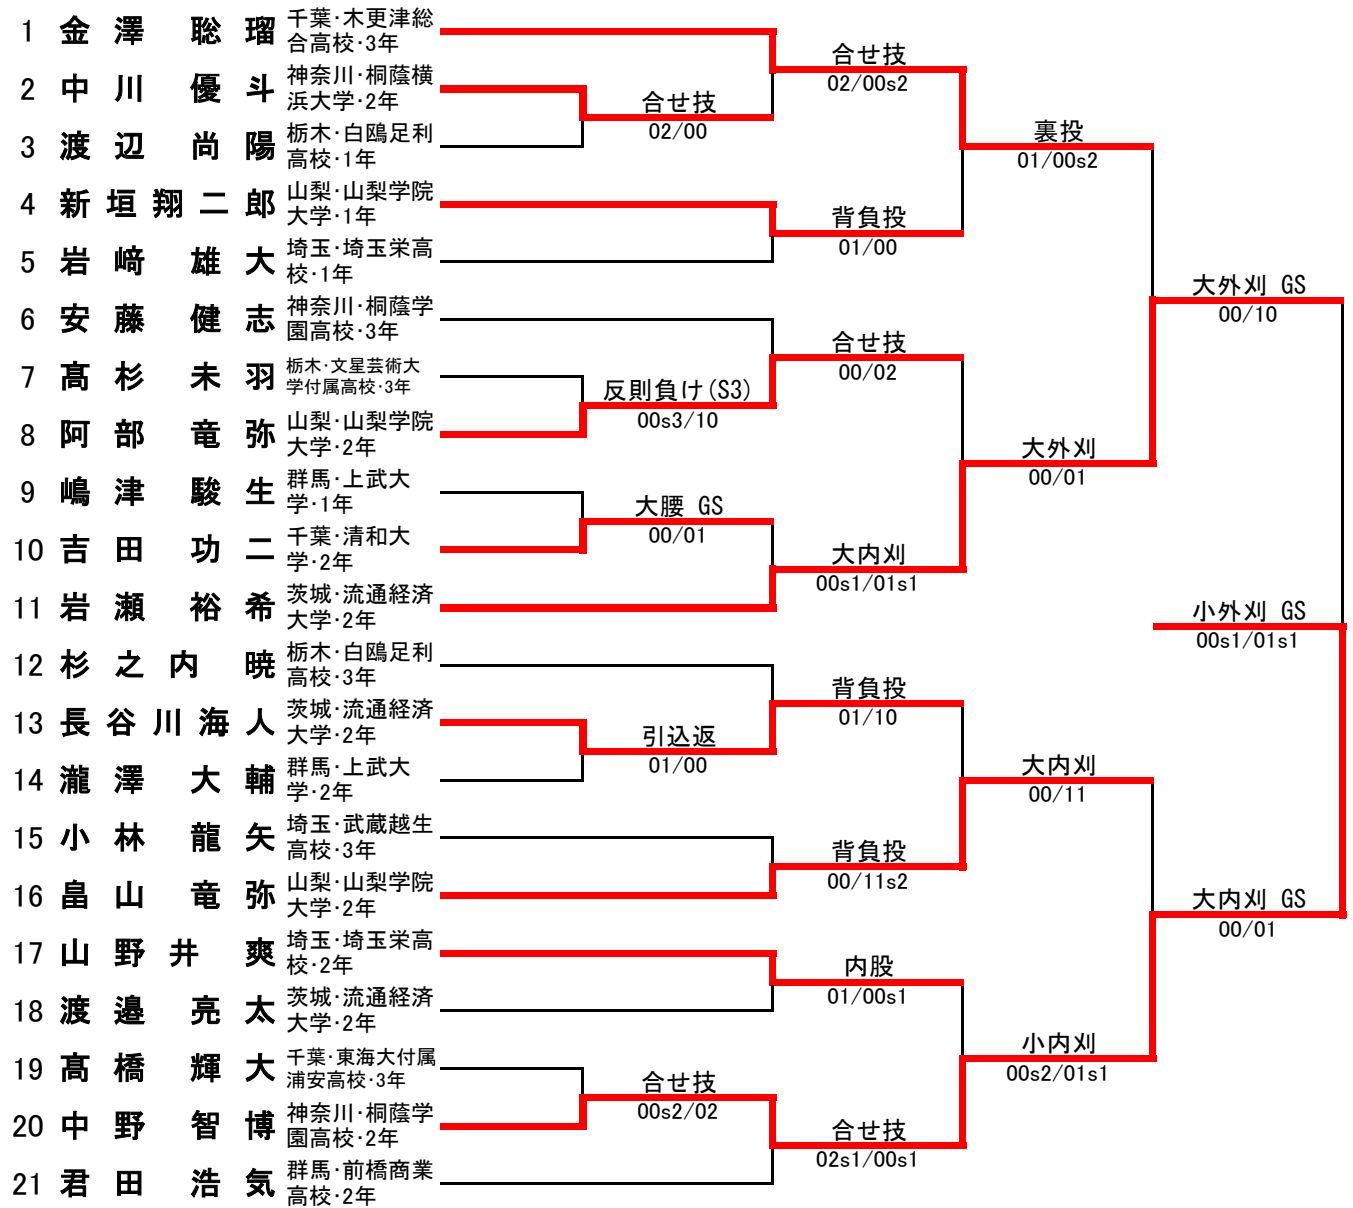 1 金澤 聡瑠 千葉･木更津総
合高校･3年
2 中川 優斗 神奈川･桐蔭横
浜大学･2年
3 渡辺 尚陽 栃木･白鴎足利
高校･1年
4 新垣翔二郎 山梨･山梨学院
大学･1年
5 岩﨑 雄大 埼玉･埼玉栄高
校･1年
6 安藤 健志 神奈川･桐蔭学
園高校･3年
7 髙杉 未羽 栃木･文星芸術大
学付属高校･3年
8 阿部 竜弥 山梨･山梨学院
大学･2年
9 嶋津 駿生 群馬･上武大
学･1年
10 吉田 功二 千葉･清和大
学･2年
11 岩瀬 裕希 茨城･流通経済
大学･2年
12 杉之内 暁 栃木･白鴎足利
高校･3年
13 長谷川海人 茨城･流通経済
大学･2年
14 瀧澤 大輔 群馬･上武大
学･2年
15 小林 龍矢 埼玉･武蔵越生
高校･3年
16 畠山 竜弥 山梨･山梨学院
大学･2年
17 山野井 爽 埼玉･埼玉栄高
校･2年
18 渡邉 亮太 茨城･流通経済
大学･2年
19 髙橋 輝大 千葉･東海大付属
浦安高校･3年
20 中野 智博 神奈川･桐蔭学
園高校･2年
21 君田 浩気 群馬･前橋商業
高校･2年
合せ技
02/00
反則負け(S3)
00s3/10
大腰 GS
00/01
引込返
01/00
合せ技
00s2/02
合せ技
02/00s2
背負投
01/00
合せ技
00/02
大内刈
00s1/01s1
背負投
01/10
背負投
00/11s2
内股
01/00s1
合せ技
02s1/00s1
裏投
01/00s2
大外刈
00/01
大内刈
00/11
小内刈
00s2/01s1
大外刈 GS
00/10
大内刈 GS
00/01
小外刈 GS
00s1/01s1